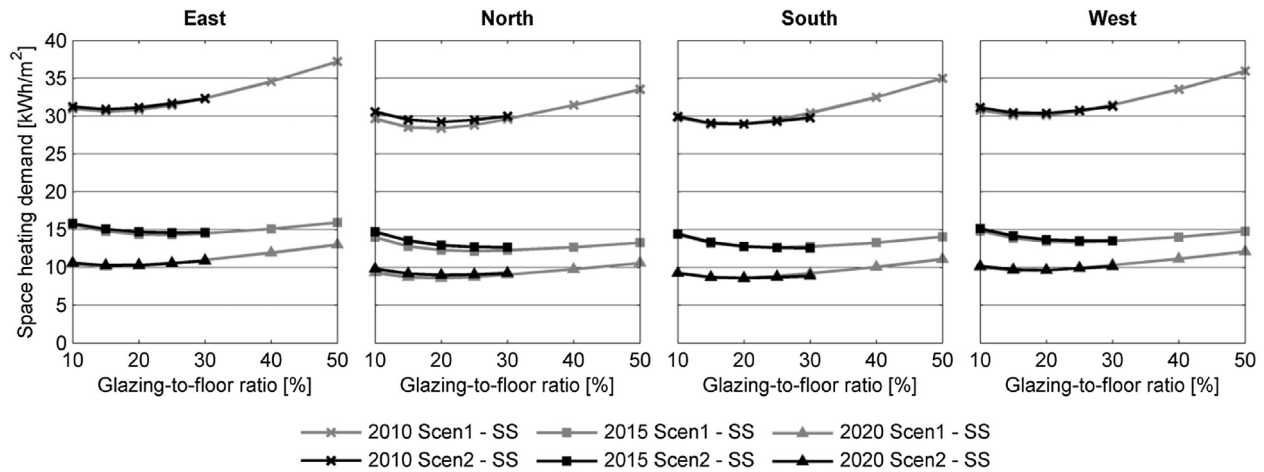 East
North
South
West
Space heating demand [kWh/m²]
40
35
30
25
20
15
10
5
0
10 20 30 40 50
10 20 30 40 50
10 20 30 40 50
10 20 30 40 50
Glazing-to-floor ratio [%]
Glazing-to-floor ratio [%]
Glazing-to-floor ratio [%]
Glazing-to-floor ratio [%]
2010 Scen1 - SS
2015 Scen1 - SS
2020 Scen1 - SS
2010 Scen2 - SS
2015 Scen2 - SS
2020 Scen2 - SS